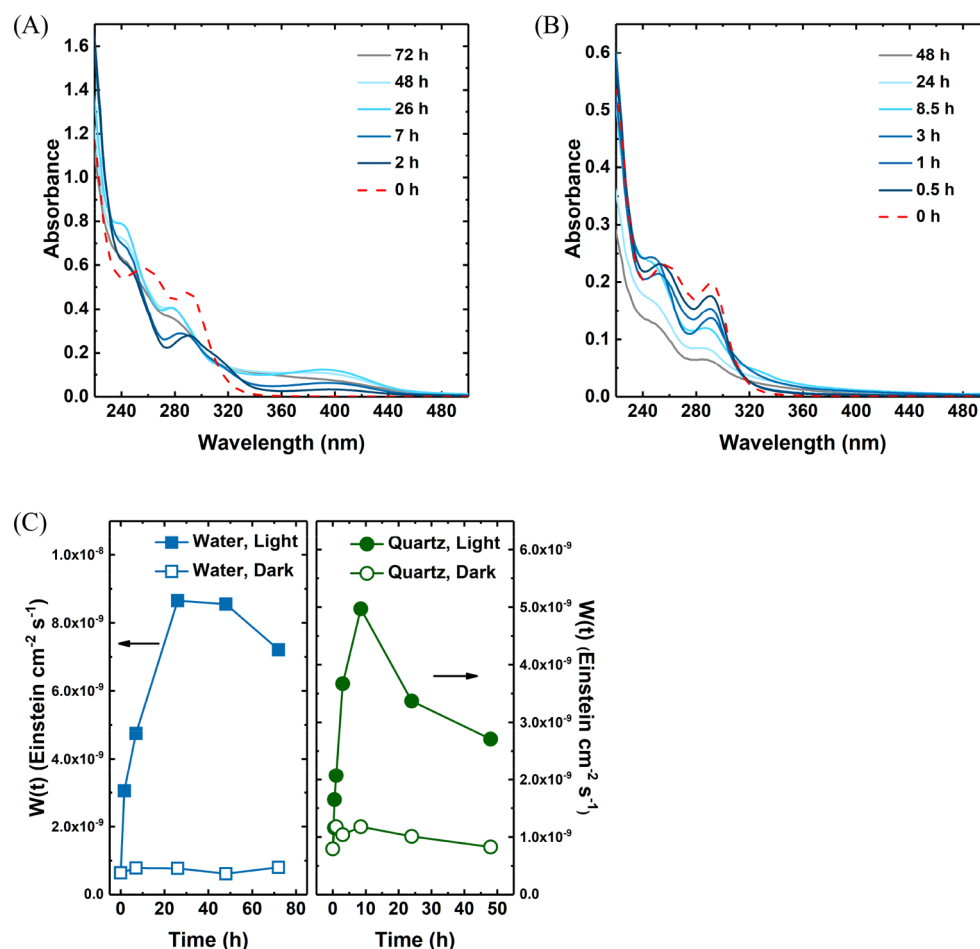 (A)
1.6
1.4
1.2
1.0
0.8
0.6
0.4
0.2
0.0
Absorbance
72 h
48 h
26 h
7 h
2 h
0 h
240 280 320 360 400 440 480
Wavelength (nm)
(B)
0.6
0.5
0.4
0.3
0.2
0.1
0.0
Absorbance
48 h
24 h
8.5 h
3 h
1 h
0.5 h
0 h
240 280 320 360 400 440 480
Wavelength (nm)
(C)
1.0x10⁻⁸
8.0x10⁻⁹
6.0x10⁻⁹
4.0x10⁻⁹
2.0x10⁻⁹
0.0
W(t) (Einstein cm⁻² s⁻¹)
Water, Light
Water, Dark
0 20 40 60 80
Time (h)
Quartz, Light
Quartz, Dark
0 10 20 30 40 50
Time (h)
6.0x10⁻⁹
5.0x10⁻⁹
4.0x10⁻⁹
3.0x10⁻⁹
2.0x10⁻⁹
1.0x10⁻⁹
0.0
W(t) (Einstein cm⁻² s⁻¹)